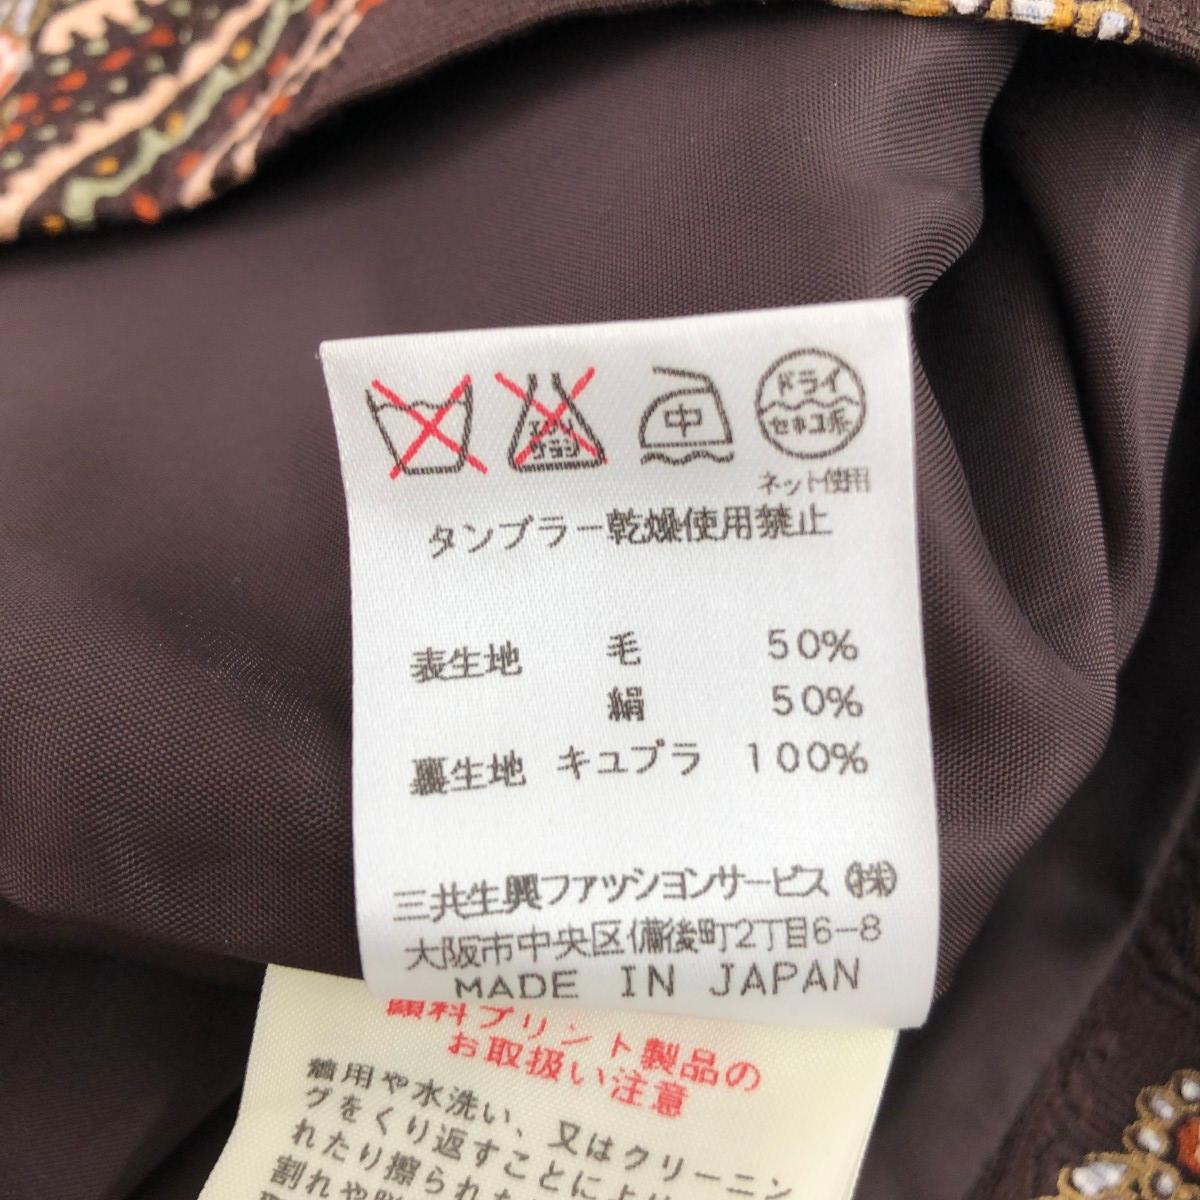 エンソ
サラシ
中
ドライ
セキユ系
ネット使用
タンブラー乾燥使用禁止
表生地 毛 50%
絹 50%
裏生地 キュプラ 100%
三共生興ファッションサービス ㈱
大阪市中央区備後町2丁目6-8
MADE IN JAPAN
顔料プリント製品の
お取扱い注意
着用や水洗い、又はクリーニン
グをくり返すことにより
れたり擦られた
割れや